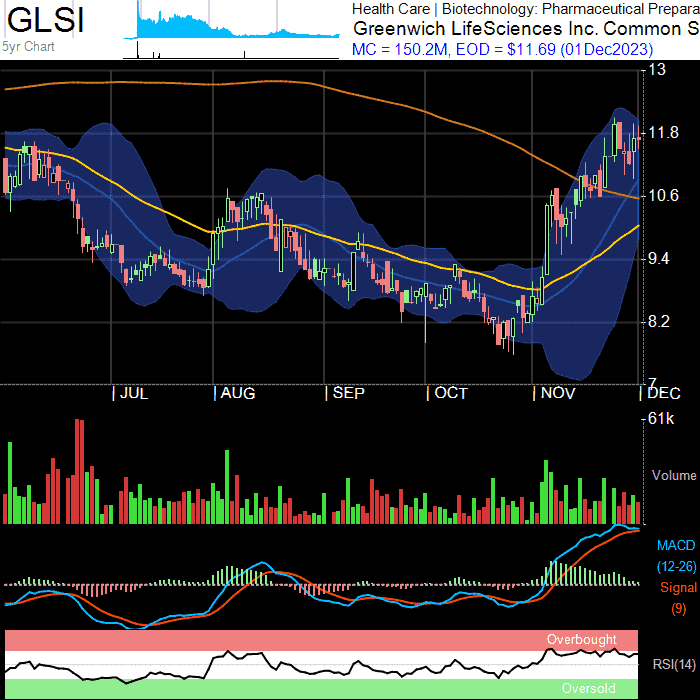 GLSI
5yr Chart
Health Care | Biotechnology: Pharmaceutical Prepara
Greenwich LifeSciences Inc. Common S
MC = 150.2M, EOD = $11.69 (01Dec2023)
13
11.8
10.6
9.4
8.2
7
| JUL | AUG | SEP | OCT | NOV | DEC
61k
Volume
MACD
(12-26)
Signal
(9)
Overbought
RSI(14)
Oversold